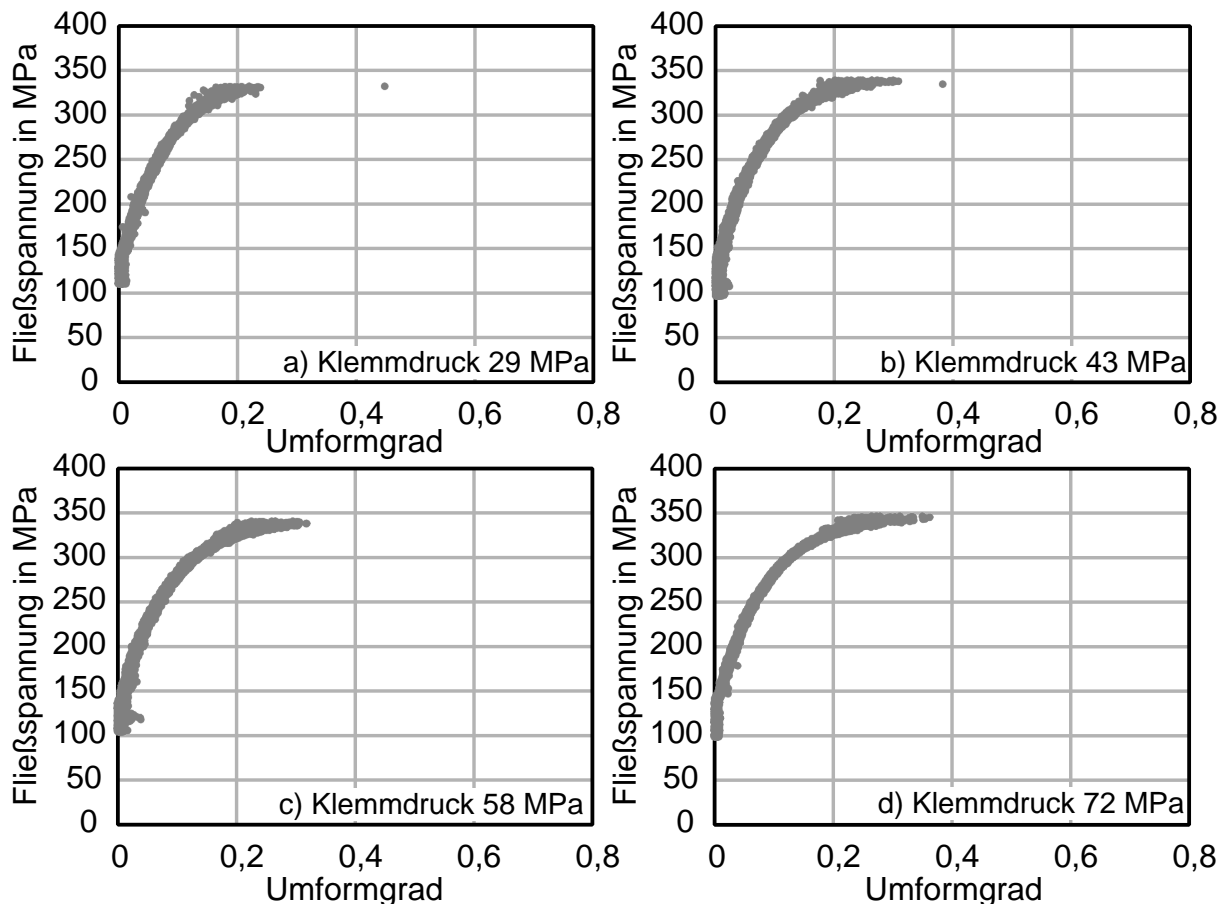 Fließspannung in MPa
400
350
300
250
200
150
100
50
0
a) Klemmdruck 29 MPa
0 0,2 0,4 0,6 0,8
Umformgrad
Fließspannung in MPa
400
350
300
250
200
150
100
50
0
b) Klemmdruck 43 MPa
0 0,2 0,4 0,6 0,8
Umformgrad
Fließspannung in MPa
400
350
300
250
200
150
100
50
0
c) Klemmdruck 58 MPa
0 0,2 0,4 0,6 0,8
Umformgrad
Fließspannung in MPa
400
350
300
250
200
150
100
50
0
d) Klemmdruck 72 MPa
0 0,2 0,4 0,6 0,8
Umformgrad